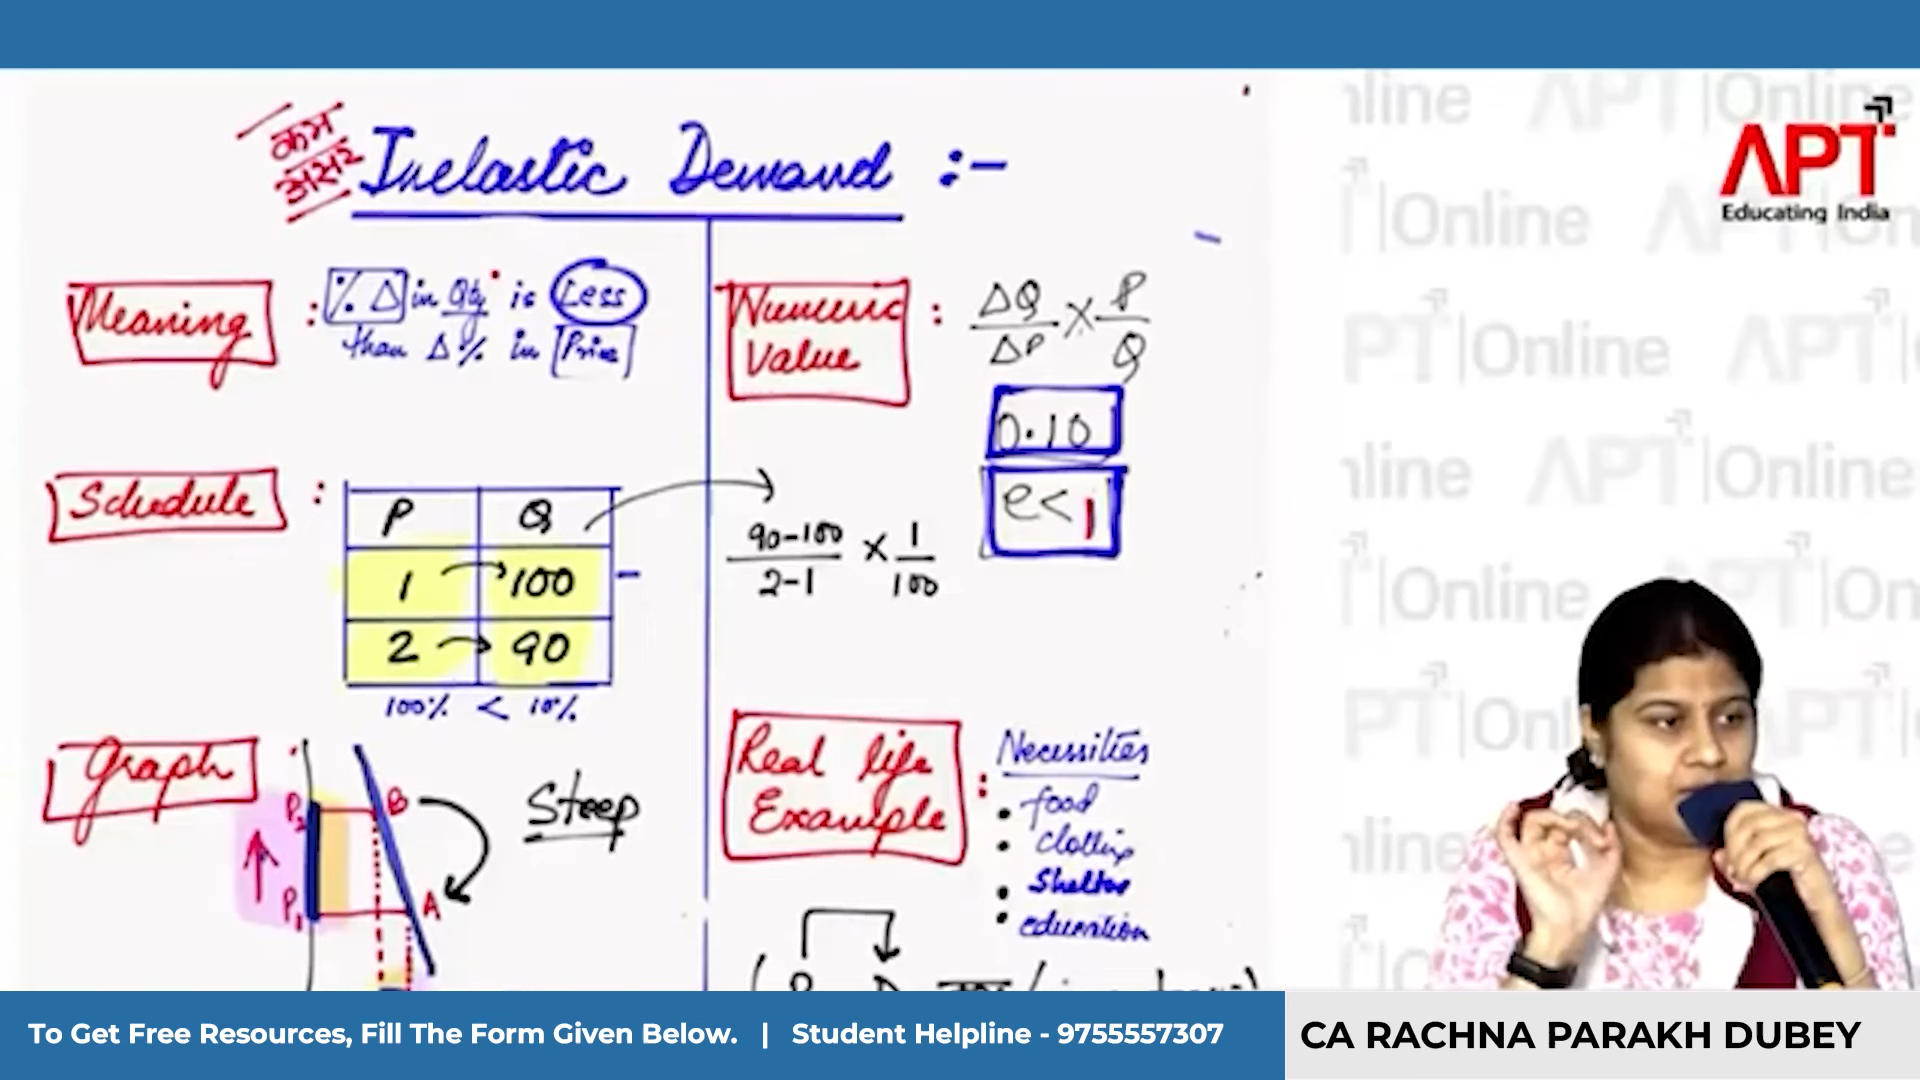 कम
असर
Inelastic Demand :-
Meaning : % Δ in Qty is Less
than Δ% in Price
Numeric
Value : ΔQ/ΔP × P/Q
0.10
e<1
Schedule :
P Q
1 → 100 -
2 → 90
100% < 10%
90-100/2-1 × 1/100
Graph
P2 B
P1 A
Steep
Real life
Example :
Necessities
• food
• Clothing
• Shelter
• education
APT
Educating India
APT|Online
To Get Free Resources, Fill The Form Given Below. | Student Helpline - 9755557307
CA RACHNA PARAKH DUBEY